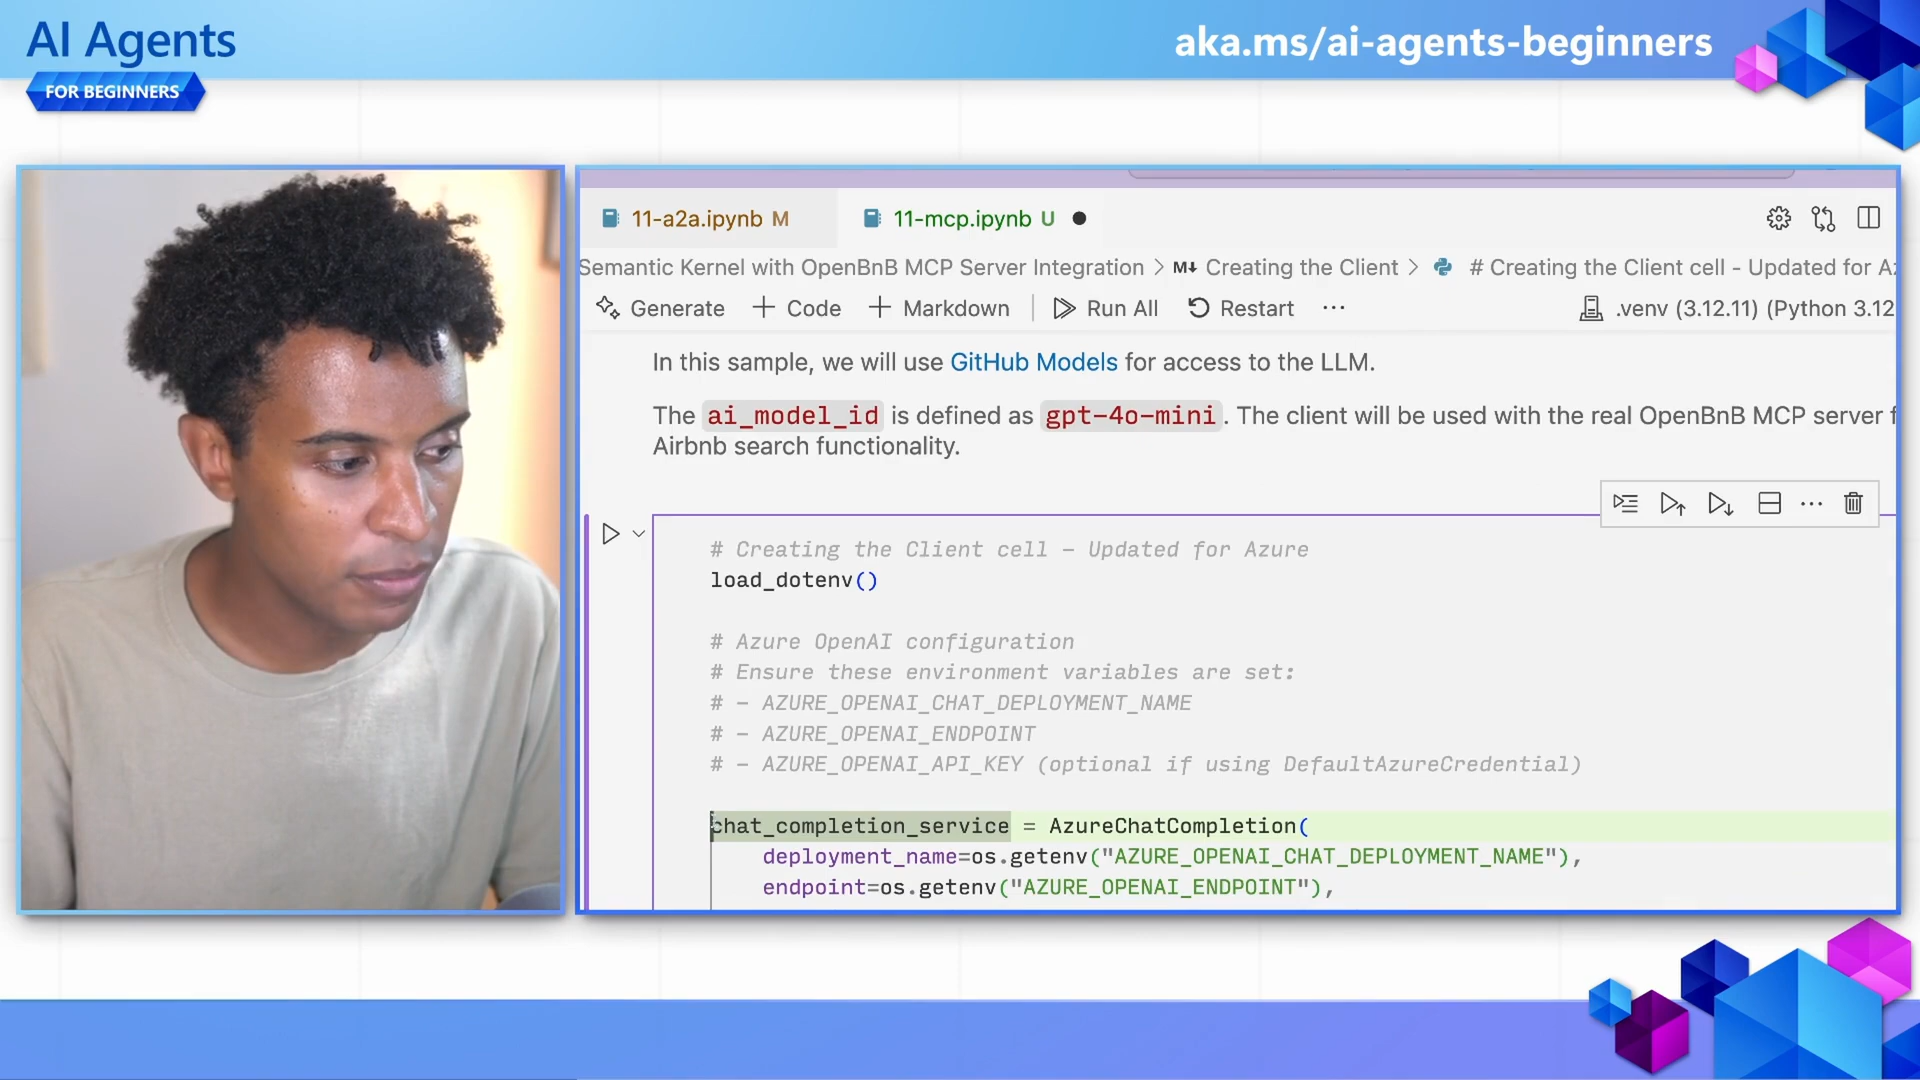 AI Agents
FOR BEGINNERS
aka.ms/ai-agents-beginners
11-a2a.ipynb M
11-mcp.ipynb U
Semantic Kernel with OpenBnB MCP Server Integration > M↓ Creating the Client > # Creating the Client cell - Updated for Az
Generate + Code + Markdown Run All Restart ...
.venv (3.12.11) (Python 3.12
In this sample, we will use GitHub Models for access to the LLM.
The ai_model_id is defined as gpt-4o-mini. The client will be used with the real OpenBnB MCP server f
Airbnb search functionality.
# Creating the Client cell - Updated for Azure
load_dotenv()
# Azure OpenAI configuration
# Ensure these environment variables are set:
# - AZURE_OPENAI_CHAT_DEPLOYMENT_NAME
# - AZURE_OPENAI_ENDPOINT
# - AZURE_OPENAI_API_KEY (optional if using DefaultAzureCredential)
chat_completion_service = AzureChatCompletion(
deployment_name=os.getenv("AZURE_OPENAI_CHAT_DEPLOYMENT_NAME"),
endpoint=os.getenv("AZURE_OPENAI_ENDPOINT"),